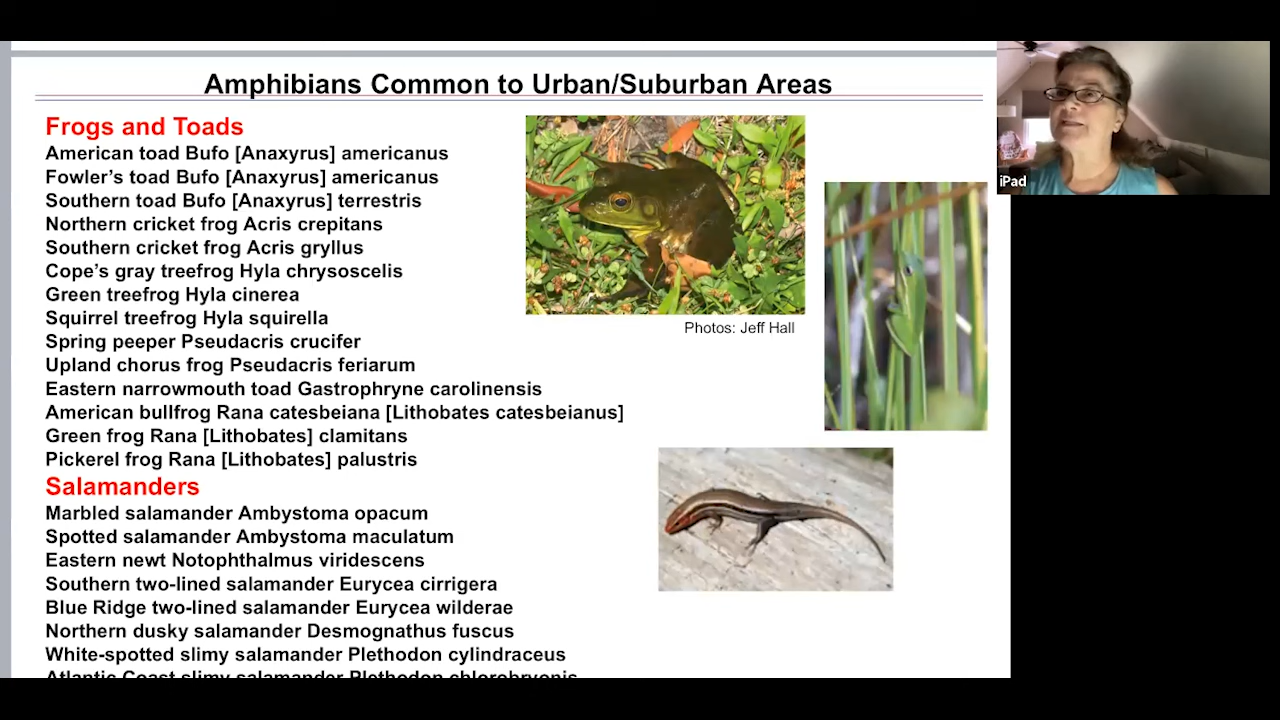 Amphibians Common to Urban/Suburban Areas
Frogs and Toads
American toad Bufo [Anaxyrus] americanus
Fowler's toad Bufo [Anaxyrus] americanus
Southern toad Bufo [Anaxyrus] terrestris
Northern cricket frog Acris crepitans
Southern cricket frog Acris gryllus
Cope's gray treefrog Hyla chrysoscelis
Green treefrog Hyla cinerea
Squirrel treefrog Hyla squirella
Spring peeper Pseudacris crucifer
Upland chorus frog Pseudacris feriarum
Eastern narrowmouth toad Gastrophryne carolinensis
American bullfrog Rana catesbeiana [Lithobates catesbeianus]
Green frog Rana [Lithobates] clamitans
Pickerel frog Rana [Lithobates] palustris
Salamanders
Marbled salamander Ambystoma opacum
Spotted salamander Ambystoma maculatum
Eastern newt Notophthalmus viridescens
Southern two-lined salamander Eurycea cirrigera
Blue Ridge two-lined salamander Eurycea wilderae
Northern dusky salamander Desmognathus fuscus
White-spotted slimy salamander Plethodon cylindraceus
Atlantic Coast slimy salamander Plethodon chlorobryonis
Photos: Jeff Hall
iPad